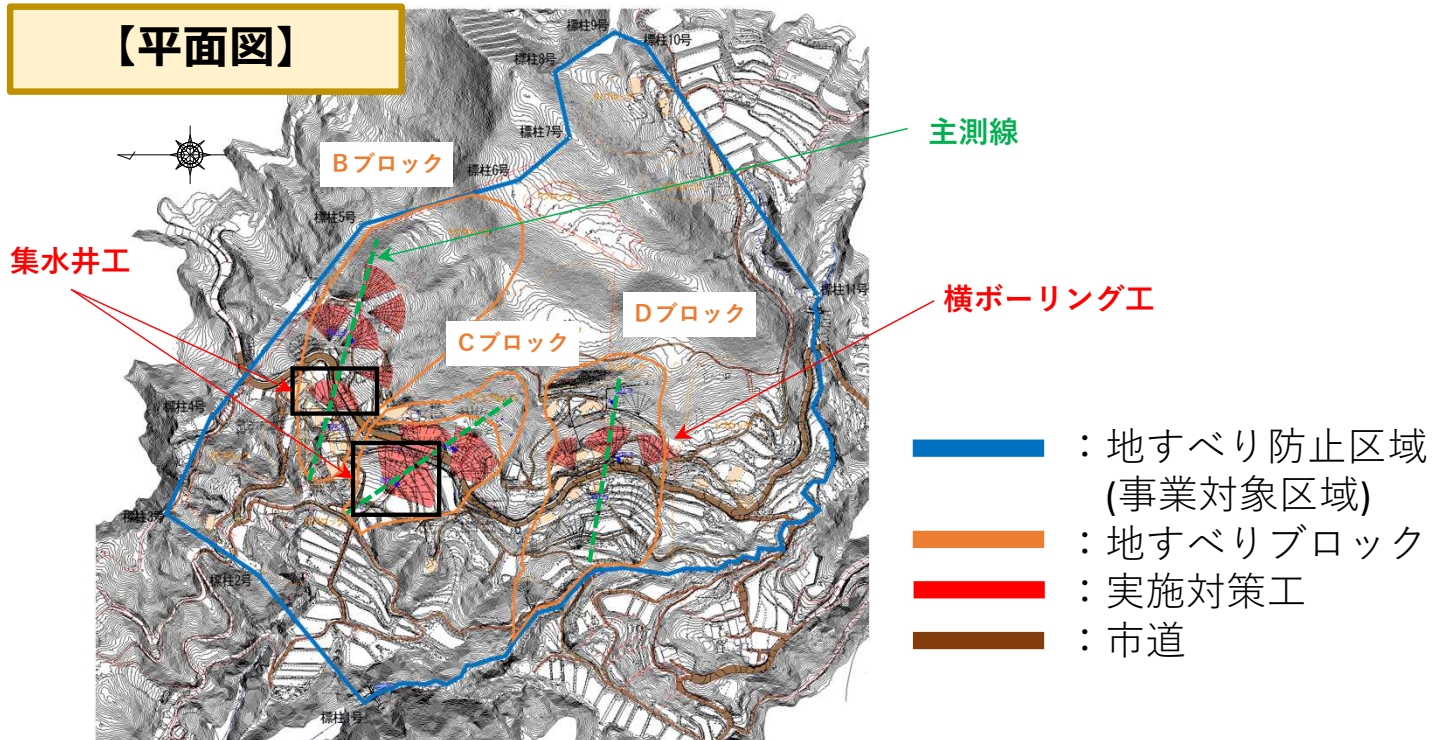 【平面図】
標柱9号
標柱10号
標柱8号
標柱7号
主測線
Bブロック
標柱6号
標柱5号
集水井工
標柱11号
横ボーリング工
Dブロック
Cブロック
標柱4号
：地すべり防止区域
(事業対象区域)
：地すべりブロック
標柱3号
：実施対策工
標柱2号
：市道
標柱1号